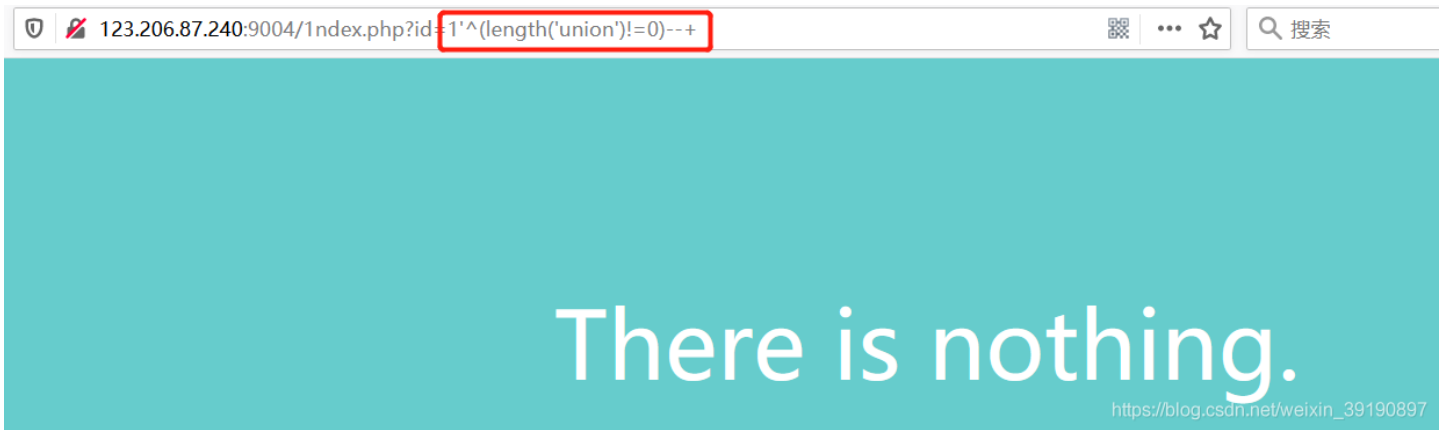 123.206.87.240:9004/1ndex.php?id=1'^(length('union')!=0)--+ 搜索
There is nothing.
https://blog.csdn.net/weixin_39190897